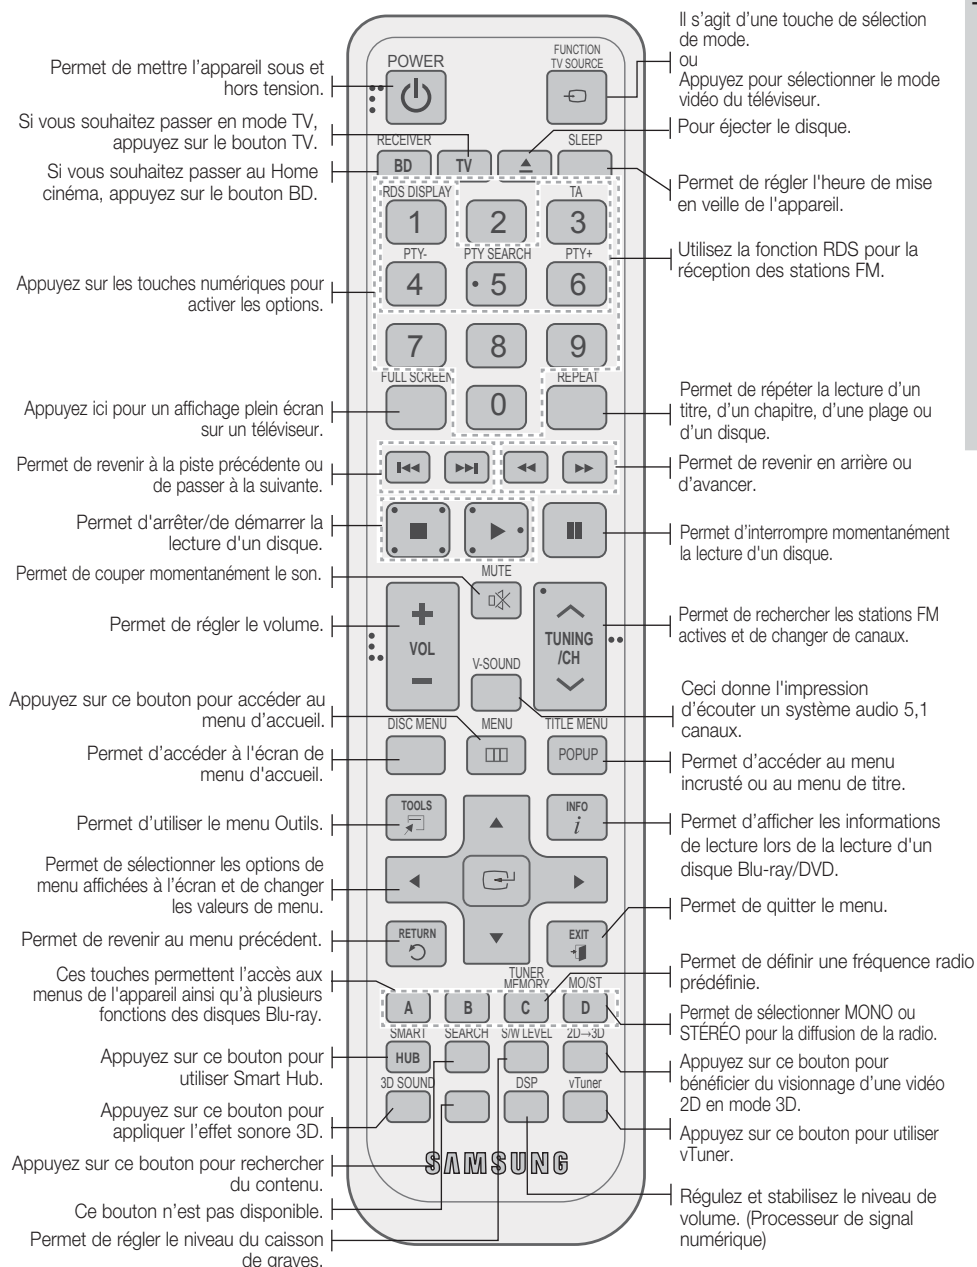 Permet de mettre l'appareil sous et
hors tension.
Si vous souhaitez passer en mode TV,
appuyez sur le bouton TV.
Si vous souhaitez passer au Home
cinéma, appuyez sur le bouton BD.
Appuyez sur les touches numériques pour
activer les options.
Appuyez ici pour un affichage plein écran
sur un téléviseur.
Permet de revenir à la piste précédente ou
de passer à la suivante.
Permet d'arrêter/de démarrer la
lecture d'un disque.
Permet de couper momentanément le son.
Permet de régler le volume.
Appuyez sur ce bouton pour accéder au
menu d'accueil.
Permet d'accéder à l'écran de
menu d'accueil.
Permet d'utiliser le menu Outils.
Permet de sélectionner les options de
menu affichées à l'écran et de changer
les valeurs de menu.
Permet de revenir au menu précédent.
Ces touches permettent l'accès aux
menus de l'appareil ainsi qu'à plusieurs
fonctions des disques Blu-ray.
Appuyez sur ce bouton pour
utiliser Smart Hub.
Appuyez sur ce bouton pour
appliquer l'effet sonore 3D.
Appuyez sur ce bouton pour rechercher
du contenu.
Ce bouton n'est pas disponible.
Permet de régler le niveau du caisson
de graves.
POWER
FUNCTION
TV SOURCE
RECEIVER
SLEEP
BD
TV
RDS DISPLAY
TA
1
2
3
PTY-
PTY SEARCH
PTY+
4
5
6
7
8
9
FULL SCREEN
REPEAT
0
MUTE
VOL
TUNING
/CH
V-SOUND
DISC MENU
MENU
TITLE MENU
POPUP
TOOLS
INFO
i
RETURN
EXIT
TUNER
MEMORY
MO/ST
A
B
C
D
SMART
SEARCH
S/W LEVEL
2D→3D
HUB
3D SOUND
DSP
vTuner
SAMSUNG
Il s'agit d'une touche de sélection
de mode.
ou
Appuyez pour sélectionner le mode
vidéo du téléviseur.
Pour éjecter le disque.
Permet de régler l'heure de mise
en veille de l'appareil.
Utilisez la fonction RDS pour la
réception des stations FM.
Permet de répéter la lecture d'un
titre, d'un chapitre, d'une plage ou
d'un disque.
Permet de revenir en arrière ou
d'avancer.
Permet d'interrompre momentanément
la lecture d'un disque.
Permet de rechercher les stations FM
actives et de changer de canaux.
Ceci donne l'impression
d'écouter un système audio 5,1
canaux.
Permet d'accéder au menu
incrusté ou au menu de titre.
Permet d'afficher les informations
de lecture lors de la lecture d'un
disque Blu-ray/DVD.
Permet de quitter le menu.
Permet de définir une fréquence radio
prédéfinie.
Permet de sélectionner MONO ou
STÉRÉO pour la diffusion de la radio.
Appuyez sur ce bouton pour
bénéficier du visionnage d'une vidéo
2D en mode 3D.
Appuyez sur ce bouton pour utiliser
vTuner.
Régulez et stabilisez le niveau de
volume. (Processeur de signal
numérique)